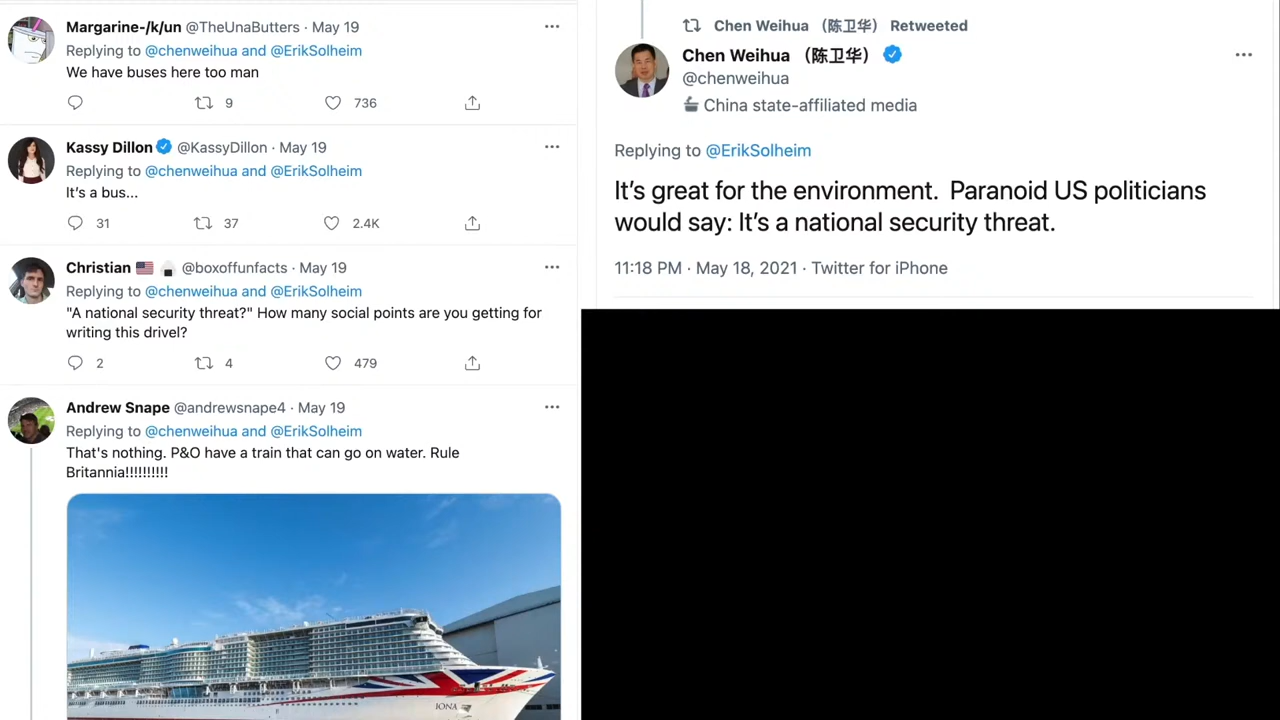 Margarine-/k/un @TheUnaButters · May 19
Replying to @chenweihua and @ErikSolheim
We have buses here too man
9 736
Kassy Dillon @KassyDillon · May 19
Replying to @chenweihua and @ErikSolheim
It's a bus...
31 37 2.4K
Christian @boxoffunfacts · May 19
Replying to @chenweihua and @ErikSolheim
"A national security threat?" How many social points are you getting for
writing this drivel?
2 4 479
Andrew Snape @andrewsnape4 · May 19
Replying to @chenweihua and @ErikSolheim
That's nothing. P&O have a train that can go on water. Rule
Britannia!!!!!!!!!!
IONA
Chen Weihua （陈卫华） Retweeted
Chen Weihua （陈卫华）
@chenweihua
China state-affiliated media
Replying to @ErikSolheim
It's great for the environment. Paranoid US politicians
would say: It's a national security threat.
11:18 PM · May 18, 2021 · Twitter for iPhone